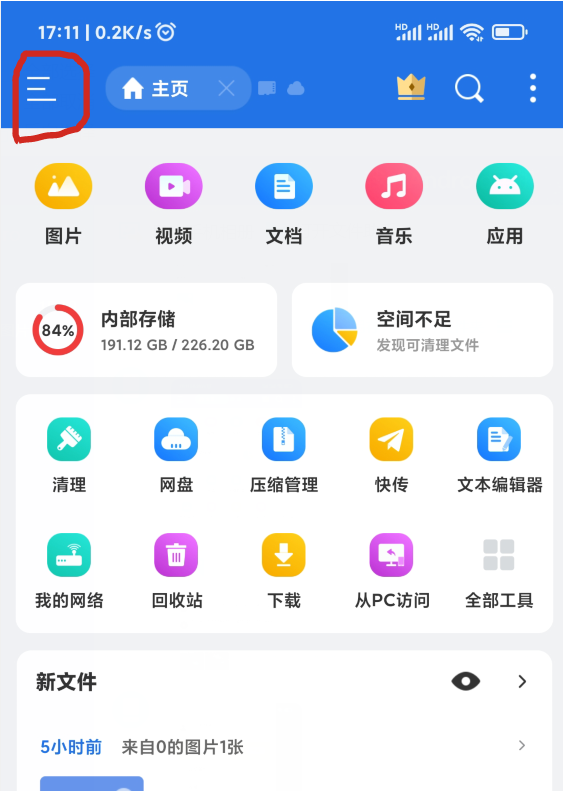 17:11 | 0.2K/s
HD HD
主页
图片 视频 文档 音乐 应用
84%
内部存储
191.12 GB / 226.20 GB
空间不足
发现可清理文件
清理 网盘 压缩管理 快传 文本编辑器
我的网络 回收站 下载 从PC访问 全部工具
新文件
5小时前 来自0的图片1张